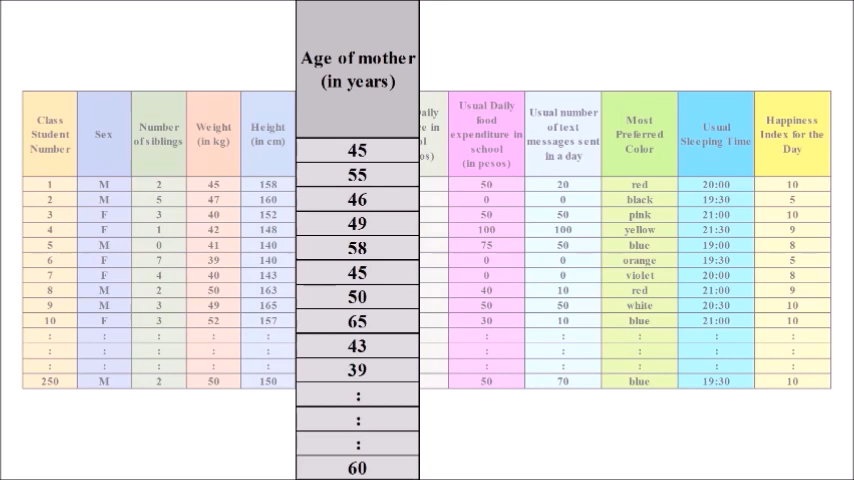 Age of mother
(in years)
45
55
46
49
58
45
50
65
43
39
:
:
:
60
Class
Student
Number
Sex
Number
of siblings
Weight
(in kg)
Height
(in cm)
Usual Daily
food
expenditure in
school
(in pesos)
Usual number
of text
messages sent
in a day
Most
Preferred
Color
Usual
Sleeping Time
Happiness
Index for the
Day
1 M 2 45 158 50 20 red 20:00 10
2 M 5 47 160 0 0 black 19:30 5
3 F 3 40 152 50 50 pink 21:00 10
4 F 1 42 148 100 100 yellow 21:30 9
5 M 0 41 140 75 50 blue 19:00 8
6 F 7 39 140 0 0 orange 19:30 5
7 F 4 40 143 0 0 violet 20:00 8
8 M 2 50 163 40 10 red 21:00 9
9 M 3 49 165 50 50 white 20:30 10
10 F 3 52 157 30 10 blue 21:00 10
: : : : : : : : : :
: : : : : : : : : :
: : : : : : : : : :
250 M 2 50 150 50 70 blue 19:30 10